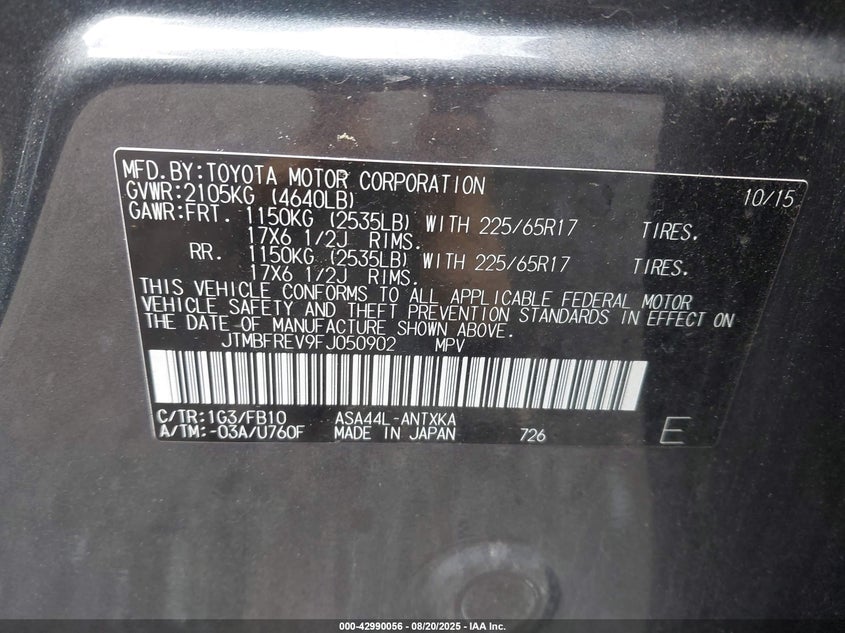 MFD.BY:TOYOTA MOTOR CORPORATION 10/15
GVWR:2105KG (4640LB)
GAWR:FRT. 1150KG (2535LB) WITH 225/65R17 TIRES.
17X6 1/2J RIMS.
RR. 1150KG (2535LB) WITH 225/65R17 TIRES.
17X6 1/2J RIMS.
THIS VEHICLE CONFORMS TO ALL APPLICABLE FEDERAL MOTOR
VEHICLE SAFETY AND THEFT PREVENTION STANDARDS IN EFFECT ON
THE DATE OF MANUFACTURE SHOWN ABOVE.
JTMBFREV9FJ050902 MPV
C/TR:1G3/FB10 ASA44L-ANTXKA
A/TM:-03A/U760F MADE IN JAPAN 726 E
000-42990056 - 08/20/2025 - IAA Inc.